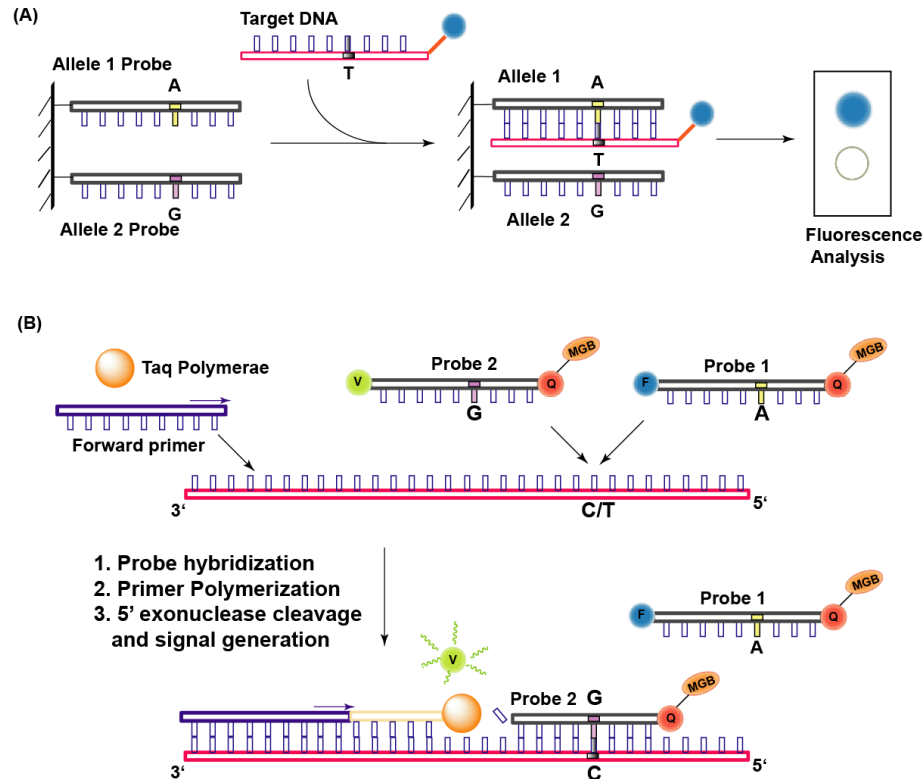 (A)
Target DNA
T
Allele 1 Probe
A
G
Allele 2 Probe
Allele 1
A
T
G
Allele 2
Fluorescence
Analysis
(B)
Taq Polymerae
Forward primer
Probe 2
MGB
V
Q
G
Probe 1
MGB
F
Q
A
3‘
C/T
5‘
1. Probe hybridization
2. Primer Polymerization
3. 5’ exonuclease cleavage
and signal generation
Probe 1
MGB
F
Q
A
V
Probe 2
G
MGB
Q
3‘
C
5‘